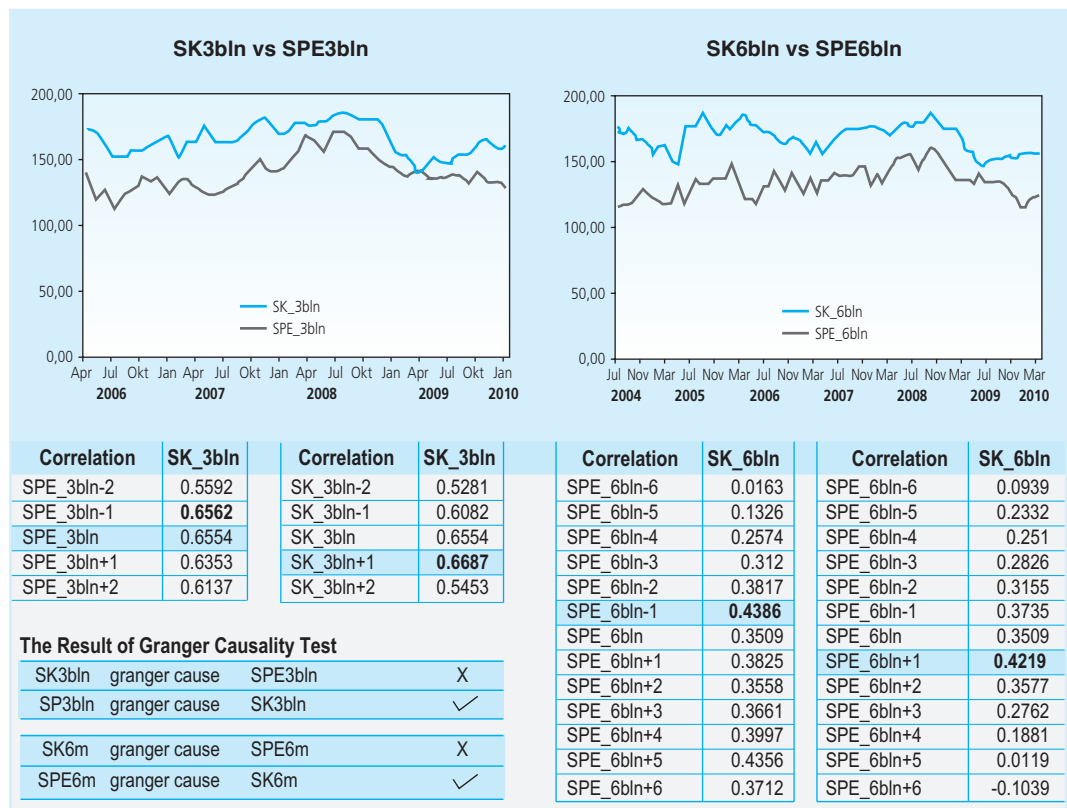 SK3bln vs SPE3bln
200,00
150,00
100,00
50,00
0,00
SK_3bln
SPE_3bln
Apr Jul Okt Jan Apr Jul Okt Jan Apr Jul Okt Jan Apr Jul Okt Jan
2006 2007 2008 2009 2010
SK6bln vs SPE6bln
200,00
150,00
100,00
50,00
0,00
SK_6bln
SPE_6bln
Jul Nov Mar Jul Nov Mar Jul Nov Mar Jul Nov Mar Jul Nov Mar Jul Nov Mar
2004 2005 2006 2007 2008 2009 2010
Correlation SK_3bln
SPE_3bln-2 0.5592
SPE_3bln-1 0.6562
SPE_3bln 0.6554
SPE_3bln+1 0.6353
SPE_3bln+2 0.6137
Correlation SK_3bln
SK_3bln-2 0.5281
SK_3bln-1 0.6082
SK_3bln 0.6554
SK_3bln+1 0.6687
SK_3bln+2 0.5453
The Result of Granger Causality Test
SK3bln granger cause SPE3bln X
SP3bln granger cause SK3bln ✓
SK6m granger cause SPE6m X
SPE6m granger cause SK6m ✓
Correlation SK_6bln
SPE_6bln-6 0.0163
SPE_6bln-5 0.1326
SPE_6bln-4 0.2574
SPE_6bln-3 0.312
SPE_6bln-2 0.3817
SPE_6bln-1 0.4386
SPE_6bln 0.3509
SPE_6bln+1 0.3825
SPE_6bln+2 0.3558
SPE_6bln+3 0.3661
SPE_6bln+4 0.3997
SPE_6bln+5 0.4356
SPE_6bln+6 0.3712
Correlation SK_6bln
SPE_6bln-6 0.0939
SPE_6bln-5 0.2332
SPE_6bln-4 0.251
SPE_6bln-3 0.2826
SPE_6bln-2 0.3155
SPE_6bln-1 0.3735
SPE_6bln 0.3509
SPE_6bln+1 0.4219
SPE_6bln+2 0.3577
SPE_6bln+3 0.2762
SPE_6bln+4 0.1881
SPE_6bln+5 0.0119
SPE_6bln+6 -0.1039